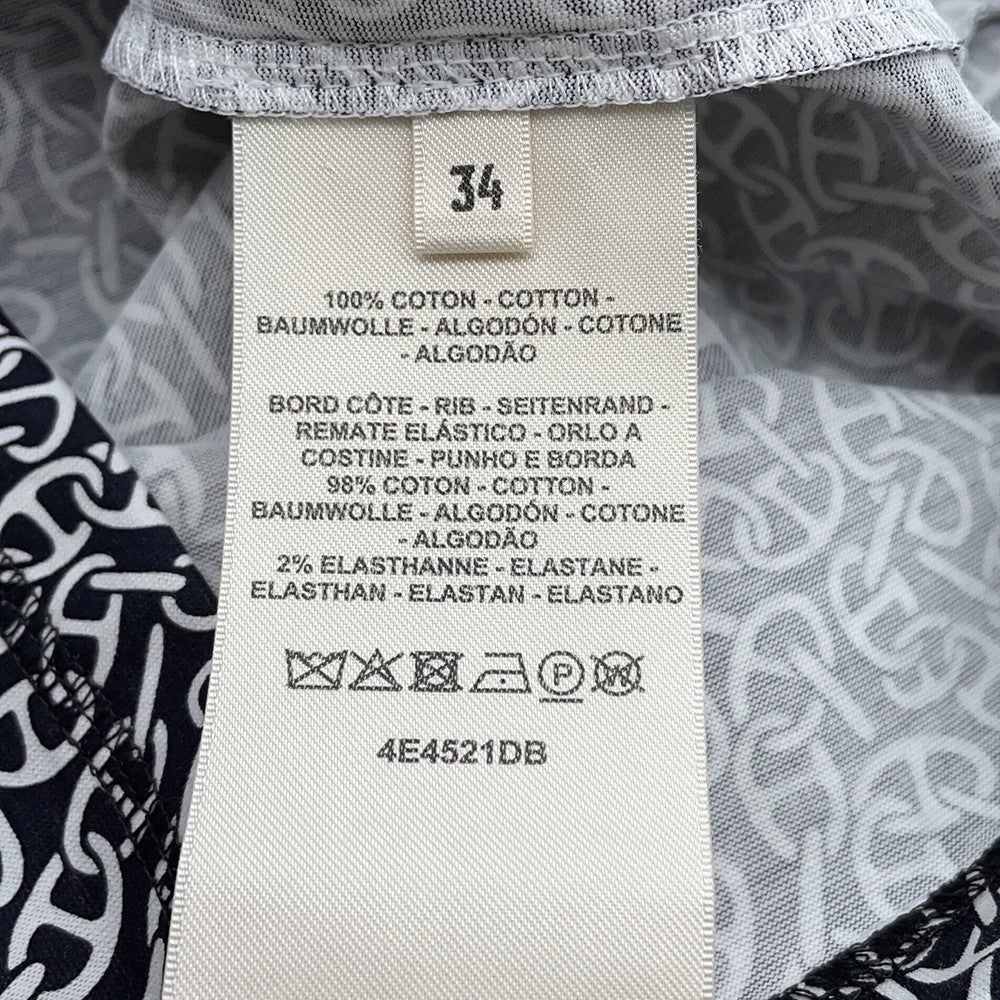 34
100% COTON - COTTON -
BAUMWOLLE - ALGODÓN - COTONE
- ALGODÃO
BORD CÔTE - RIB - SEITENRAND -
REMATE ELÁSTICO - ORLO A
COSTINE - PUNHO E BORDA
98% COTON - COTTON -
BAUMWOLLE - ALGODÓN - COTONE
- ALGODÃO
2% ELASTHANNE - ELASTANE -
ELASTHAN - ELASTAN - ELASTANO
P W
4E4521DB